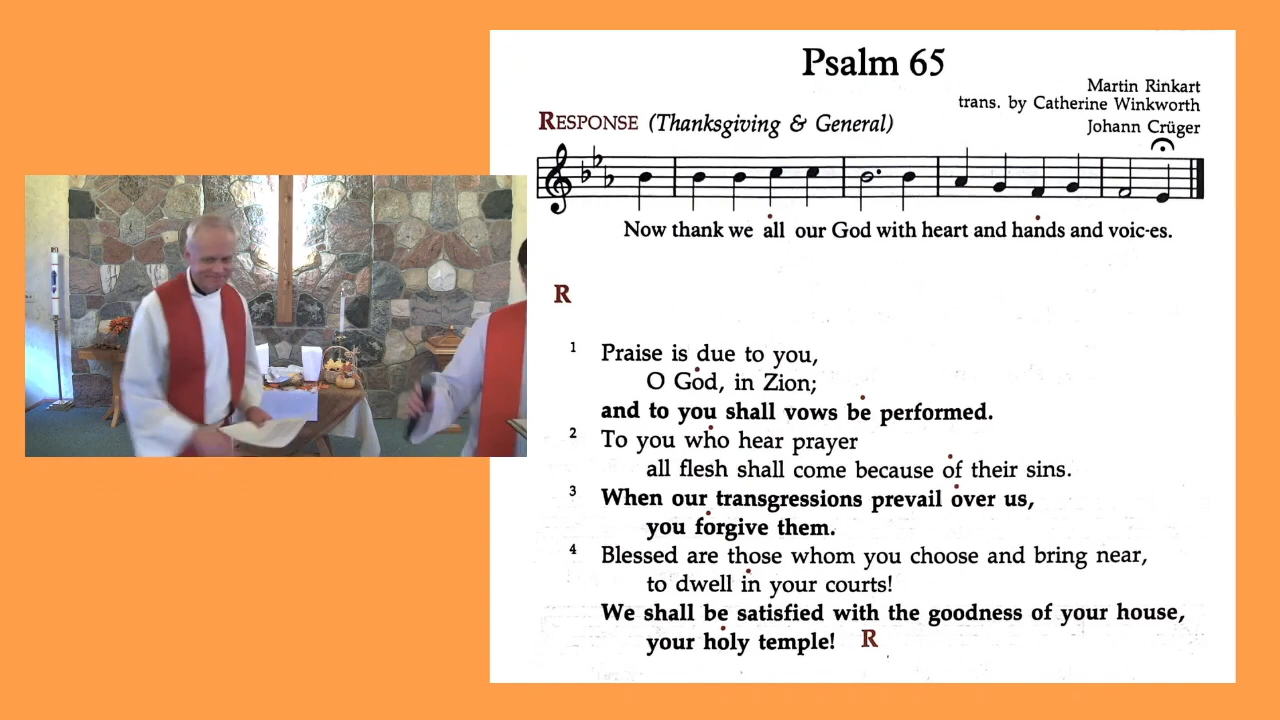 Psalm 65
Martin Rinkart
trans. by Catherine Winkworth
Johann Crüger
RESPONSE (Thanksgiving & General)
Now thank we all our God with heart and hands and voic-es.
R
1 Praise is due to you,
O God, in Zion;
and to you shall vows be performed.
2 To you who hear prayer
all flesh shall come because of their sins.
3 When our transgressions prevail over us,
you forgive them.
4 Blessed are those whom you choose and bring near,
to dwell in your courts!
We shall be satisfied with the goodness of your house,
your holy temple! R